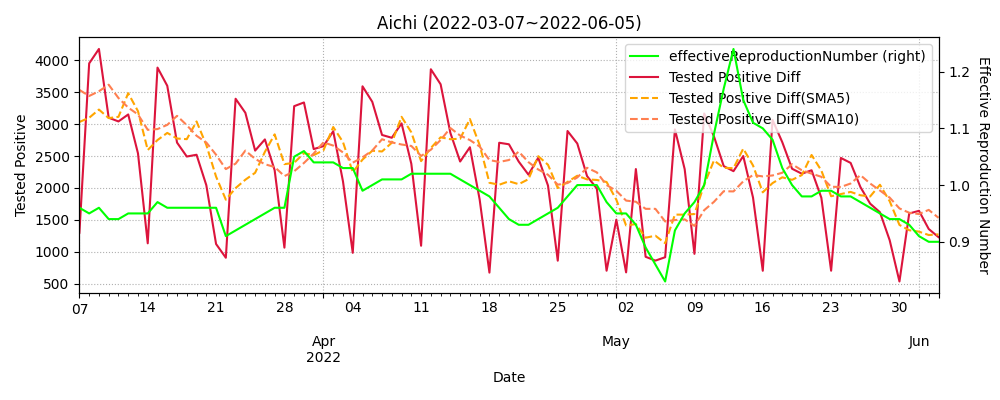 Aichi (2022-03-07~2022-06-05)
effectiveReproductionNumber (right)
Tested Positive Diff
Tested Positive Diff(SMA5)
Tested Positive Diff(SMA10)
Tested Positive
4000
3500
3000
2500
2000
1500
1000
500
Effective Reproduction Number
1.2
1.1
1.0
0.9
07 14 21 28 04 11 18 25 02 09 16 23 30
Apr May Jun
2022
Date